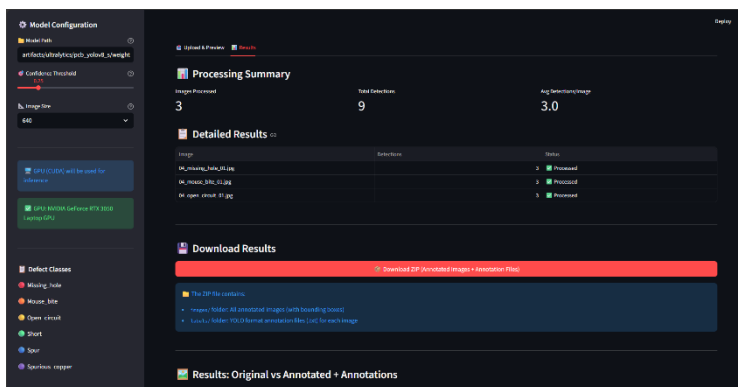 Deploy
Model Configuration
Model Path
artifacts/ultralytics/pcb_yolov8_s/weight
Confidence Threshold
0.25
Image Size
640
GPU (CUDA) will be used for
inference
GPU: NVIDIA GeForce RTX 3050
Laptop GPU
Defect Classes
Missing_hole
Mouse_bite
Open_circuit
Short
Spur
Spurious_copper
Upload & Preview
Results
Processing Summary
Images Processed
Total Detections
Avg Detections/Image
3
9
3.0
Detailed Results
Image
Detections
Status
04_missing_hole_01.jpg
3
Processed
04_mouse_bite_01.jpg
3
Processed
04_open_circuit_01.jpg
3
Processed
Download Results
Download ZIP (Annotated Images + Annotation Files)
The ZIP file contains:
images/ folder: All annotated images (with bounding boxes)
labels/ folder: YOLO format annotation files (.txt) for each image
Results: Original vs Annotated + Annotations